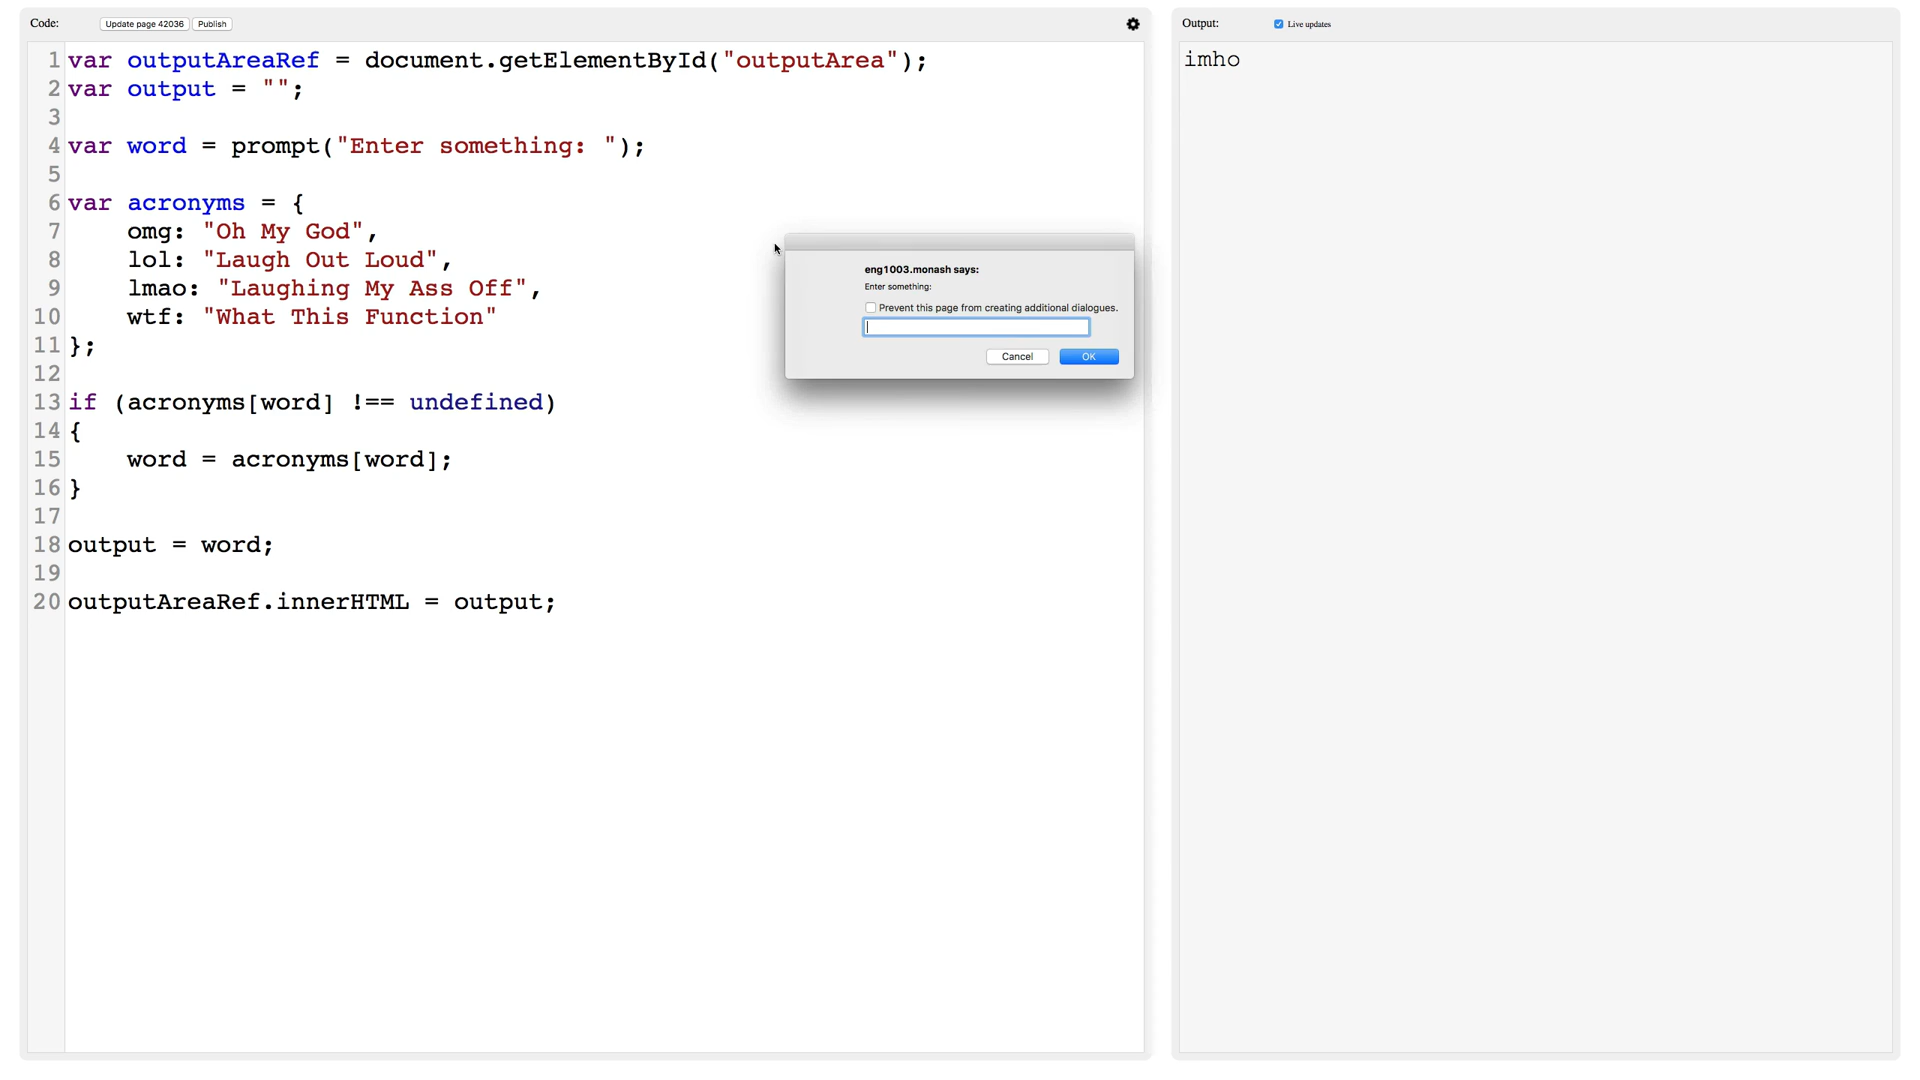 Code: Update page 42036 Publish
1 var outputAreaRef = document.getElementById("outputArea");
2 var output = "";
3
4 var word = prompt("Enter something: ");
5
6 var acronyms = {
7     omg: "Oh My God",
8     lol: "Laugh Out Loud",
9     lmao: "Laughing My Ass Off",
10     wtf: "What This Function"
11 };
12
13 if (acronyms[word] !== undefined)
14 {
15     word = acronyms[word];
16 }
17
18 output = word;
19
20 outputAreaRef.innerHTML = output;
eng1003.monash says:
Enter something:
Prevent this page from creating additional dialogues.
Cancel OK
Output: Live updates
imho